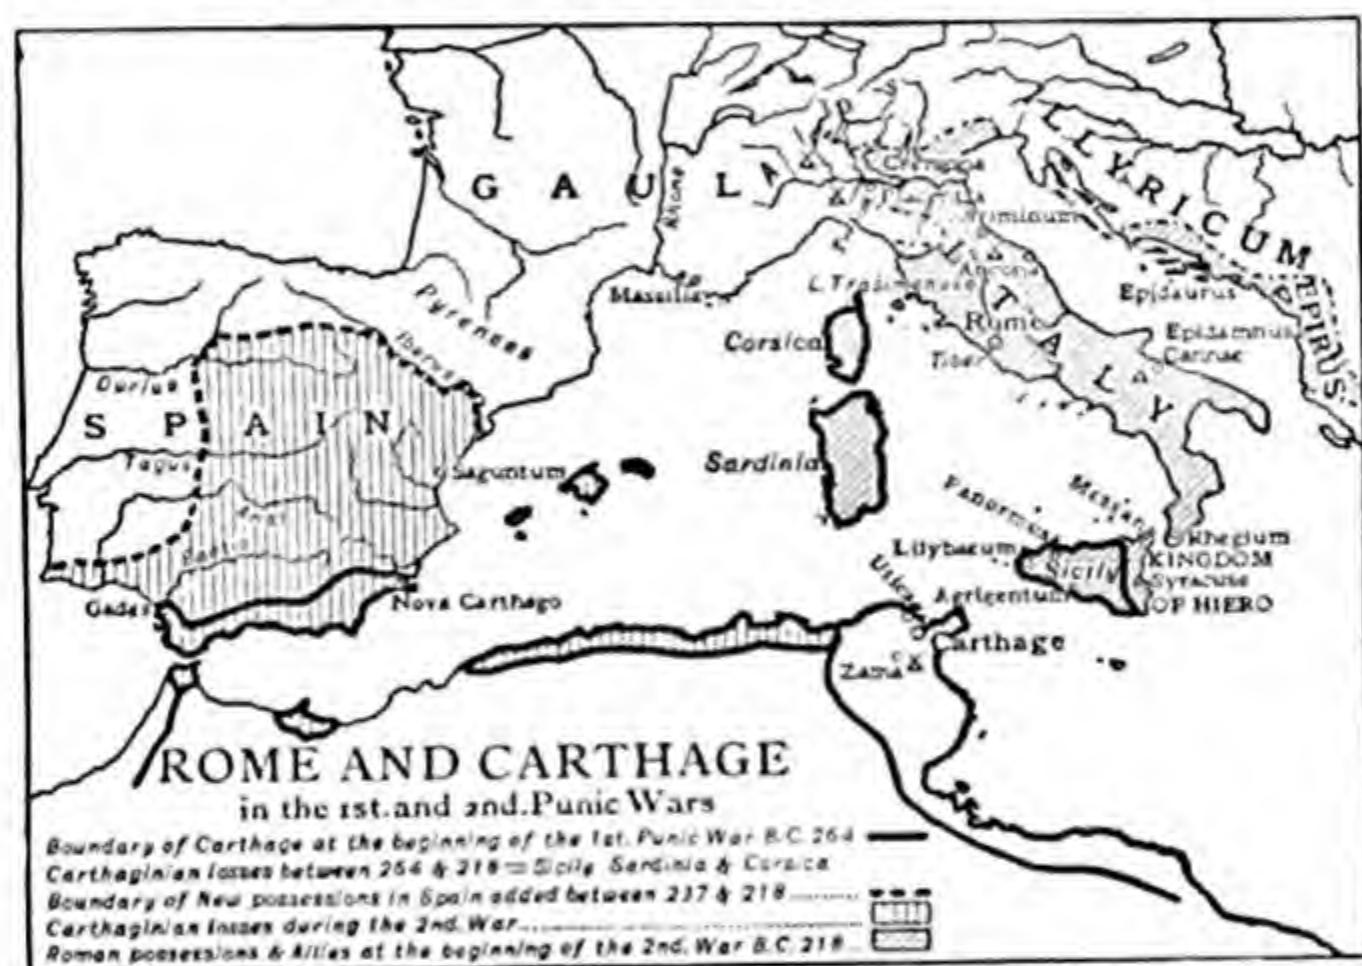 GAUL
Rhone
ILLYRICUM
Ariminum
Massilia
Pyrenees
L. Trasimenus
Ancona
ITALY
Epidaurus
EPIRUS
Corsica
Rome
Epidamnus
Iberus
Tiber
Cannae
Durius
SPAIN
Tagus
Saguntum
Sardinia
Panormus
Messana
Anas
Rhegium
Lilybaeum
Sicily
KINGDOM
Syracuse
OF HIERO
Utica
Agrigentum
Gades
Nova Carthago
Carthage
Zama
ROME AND CARTHAGE
in the 1st. and 2nd. Punic Wars
Boundary of Carthage at the beginning of the 1st. Punic War B.C. 264
Carthaginian losses between 264 & 218 = Sicily Sardinia & Corsica
Boundary of New possessions in Spain added between 237 & 218
Carthaginian losses during the 2nd. War
Roman possessions & Allies at the beginning of the 2nd. War B.C. 218